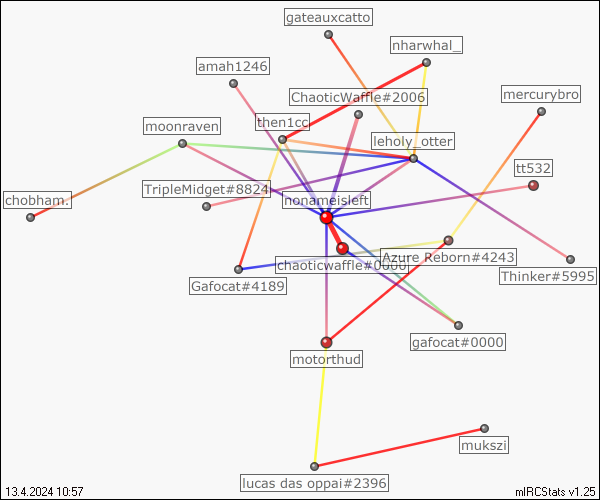 gateauxcatto
nharwhal_
amah1246
ChaoticWaffle#2006
mercurybro
then1cc
moonraven
leholy_otter
tt532
TripleMidget#8824
chobham.
nonameisleft
chaoticwaffle#0000
Azure Reborn#4243
Thinker#5995
Gafocat#4189
gafocat#0000
motorthud
mukszi
lucas das oppai#2396
13.4.2024 10:57
mIRCStats v1.25